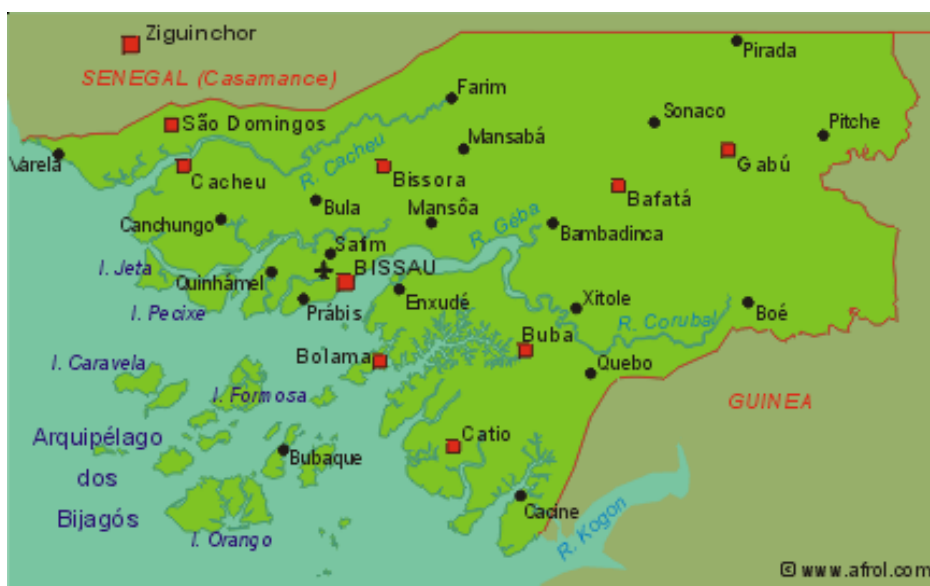 Ziguinchor
Pirada
SENEGAL (Casamance)
Farim
São Domingos
Sonaco
Pitche
Mansabá
Varela
R. Cacheu
Gabú
Cacheu
Bissora
Bafatá
Bula
Mansôa
Canchungo
R. Geba
Bambadinca
Safim
I. Jeta
BISSAU
Quinhámel
Enxudé
Xitole
Boé
I. Pecixe
Prábis
R. Corubal
Buba
Bolama
I. Caravela
Quebo
I. Formosa
GUINEA
Arquipélago
dos
Bijagós
Catio
Bubaque
Cacine
I. Orango
R. Kogon
© www.afrol.com